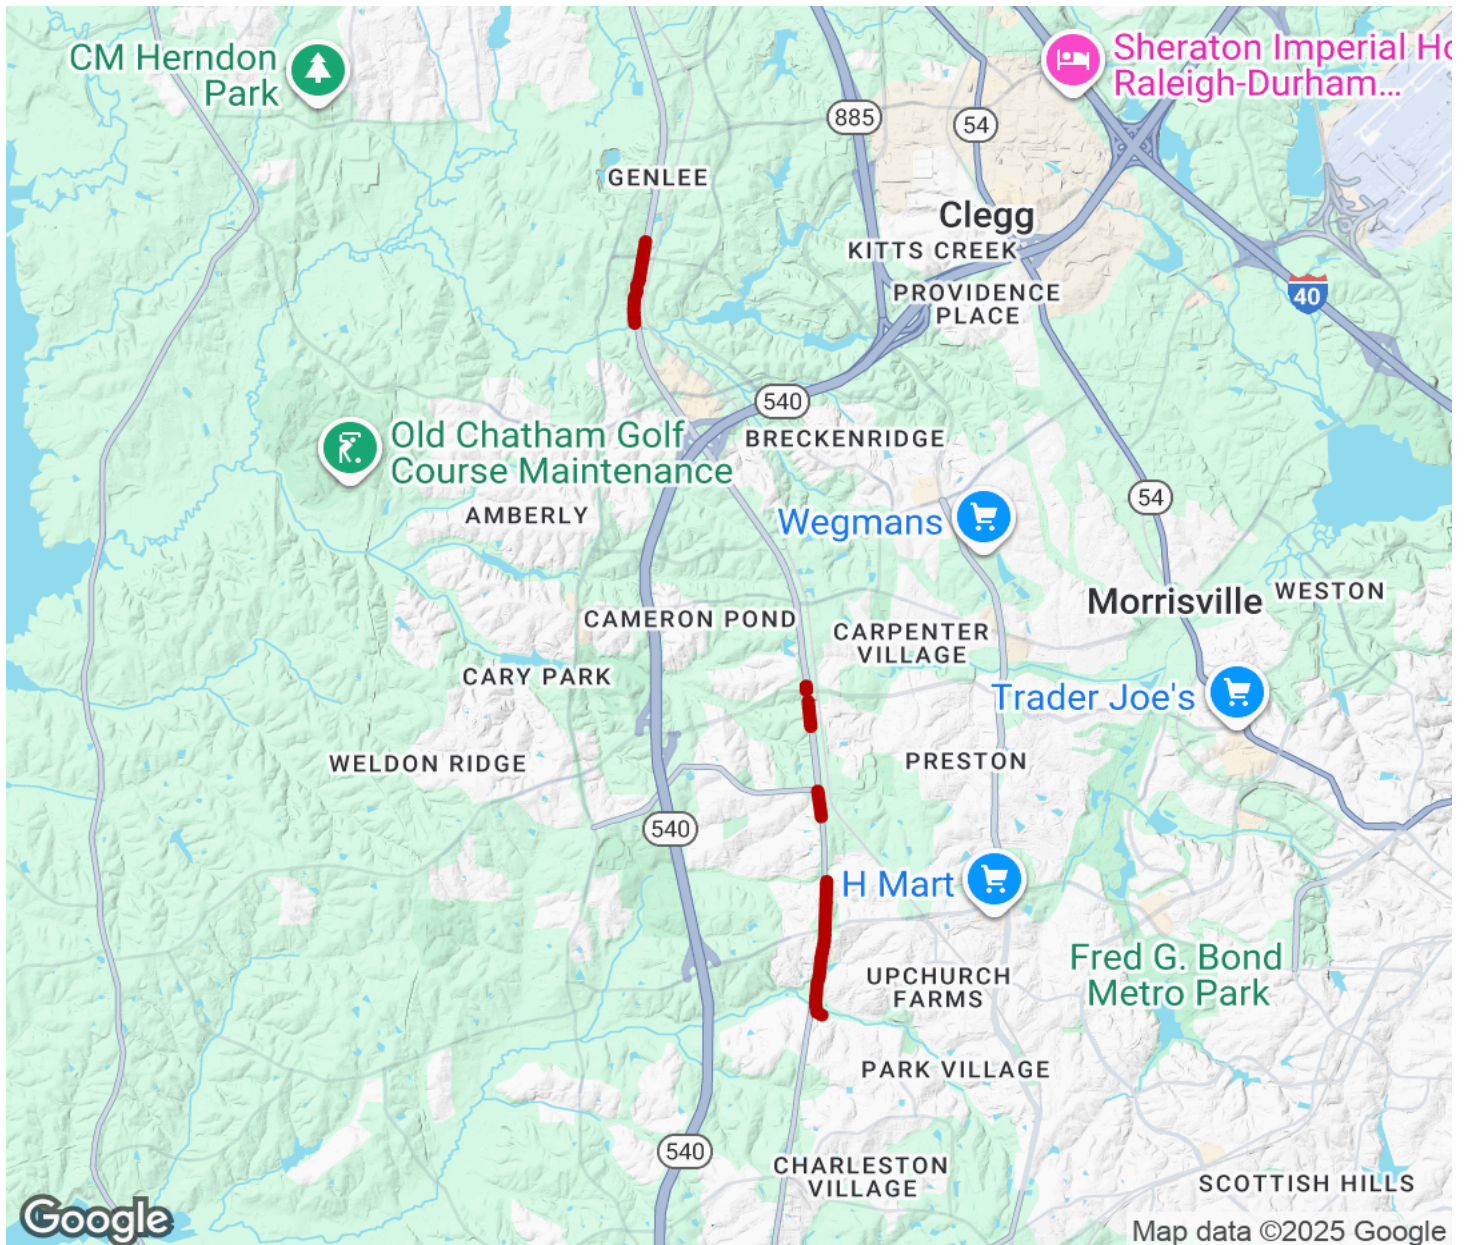 CM Herndon
Park
Sheraton Imperial Ho
Raleigh-Durham...
885
54
GENLEE
Clegg
KITTS CREEK
PROVIDENCE
PLACE
40
540
Old Chatham Golf
Course Maintenance
BRECKENRIDGE
AMBERLY
Wegmans
54
CAMERON POND
Morrisville
WESTON
CARPENTER
VILLAGE
CARY PARK
Trader Joe's
WELDON RIDGE
PRESTON
540
H Mart
UPCHURCH
FARMS
Fred G. Bond
Metro Park
PARK VILLAGE
540
CHARLESTON
VILLAGE
SCOTTISH HILLS
Google
Map data ©2025 Google